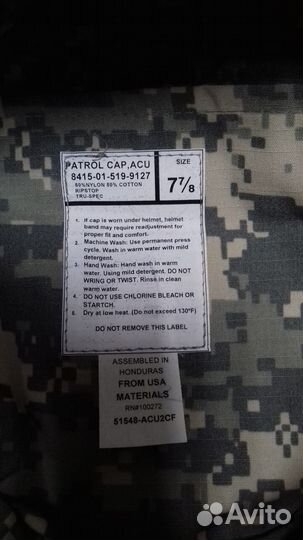 PATROL CAP,ACU
8415-01-519-9127
50%NYLON 50% COTTON
RIPSTOP
TRU-SPEC
SIZE
7⅞
1. If cap is worn under helmet, helmet
band may require readjustment for
proper fit and comfort.
2. Machine Wash: Use permanent press
cycle. Wash in warm water with mild
detergent.
3. Hand Wash: Hand wash in warm
water. Using mild detergent. DO NOT
WRING OR TWIST. Rinse in clean
warm water.
4. DO NOT USE CHLORINE BLEACH OR
STARTCH.
5. Dry at low heat. (Do not exceed 130ºF)
DO NOT REMOVE THIS LABEL
ASSEMBLED IN
HONDURAS
FROM USA
MATERIALS
RN#100272
51548-ACU2CF
Avito